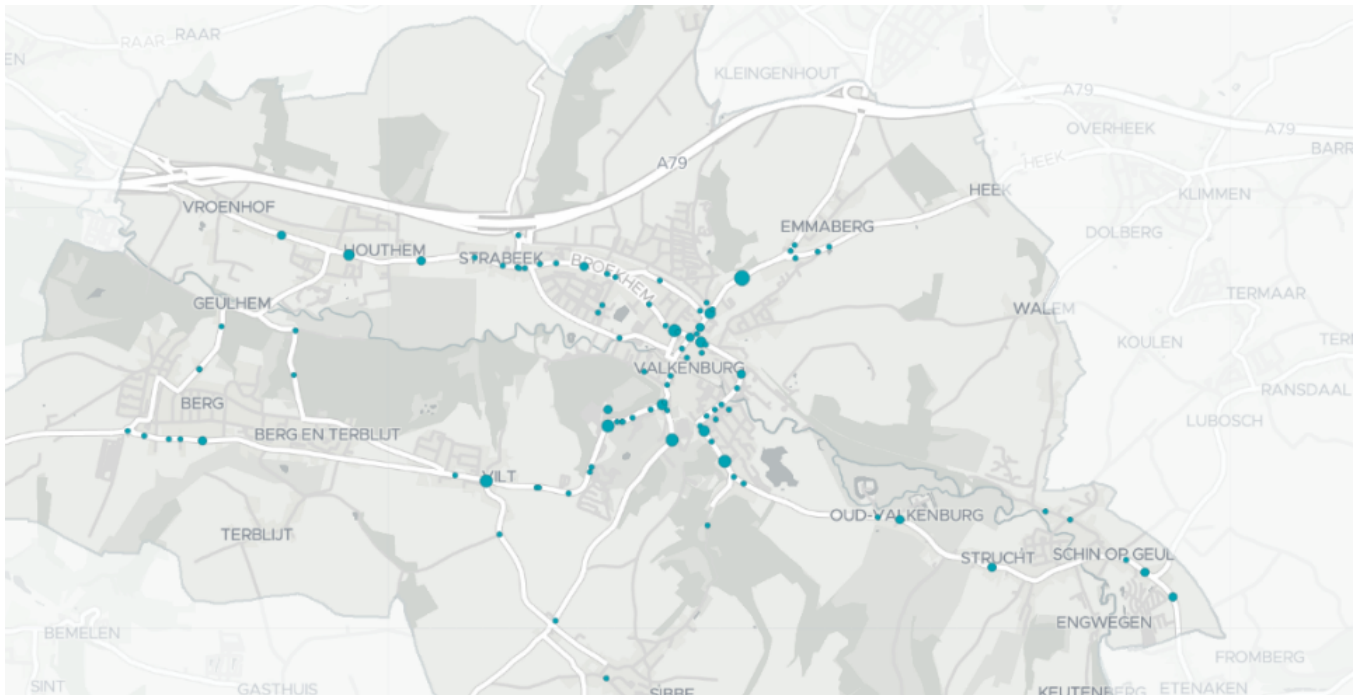 RAAR
RAAR
KLEINGENHOUT
A79
OVERHEEK
A79
A79
HEEK
HEEK
KLIMMEN
VROENHOF
EMMABERG
DOLBERG
HOUTHEM
STRABEEK
BROEKHEM
TERMAAR
GEULHEM
WALEM
KOULEN
VALKENBURG
RANSDAAL
BERG
LUBOSCH
BERG EN TERBLIJT
VILT
OUD-VALKENBURG
TERBLIJT
STRUCHT
SCHIN OP GEUL
ENGWEGEN
BEMELEN
FROMBERG
SINT
GASTHUIS
SIBBE
KEUTENBERG
ETENAKEN